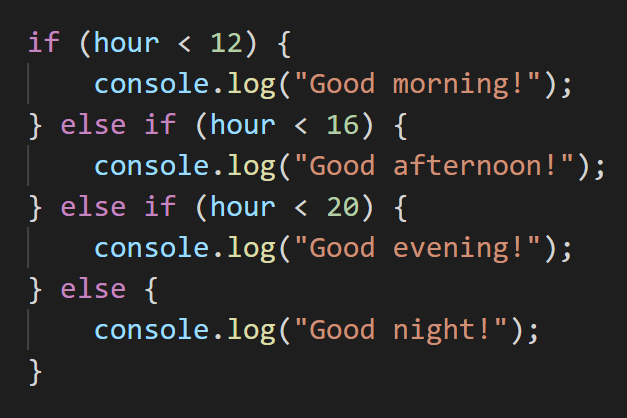 if (hour < 12) {
    console.log("Good morning!");
} else if (hour < 16) {
    console.log("Good afternoon!");
} else if (hour < 20) {
    console.log("Good evening!");
} else {
    console.log("Good night!");
}